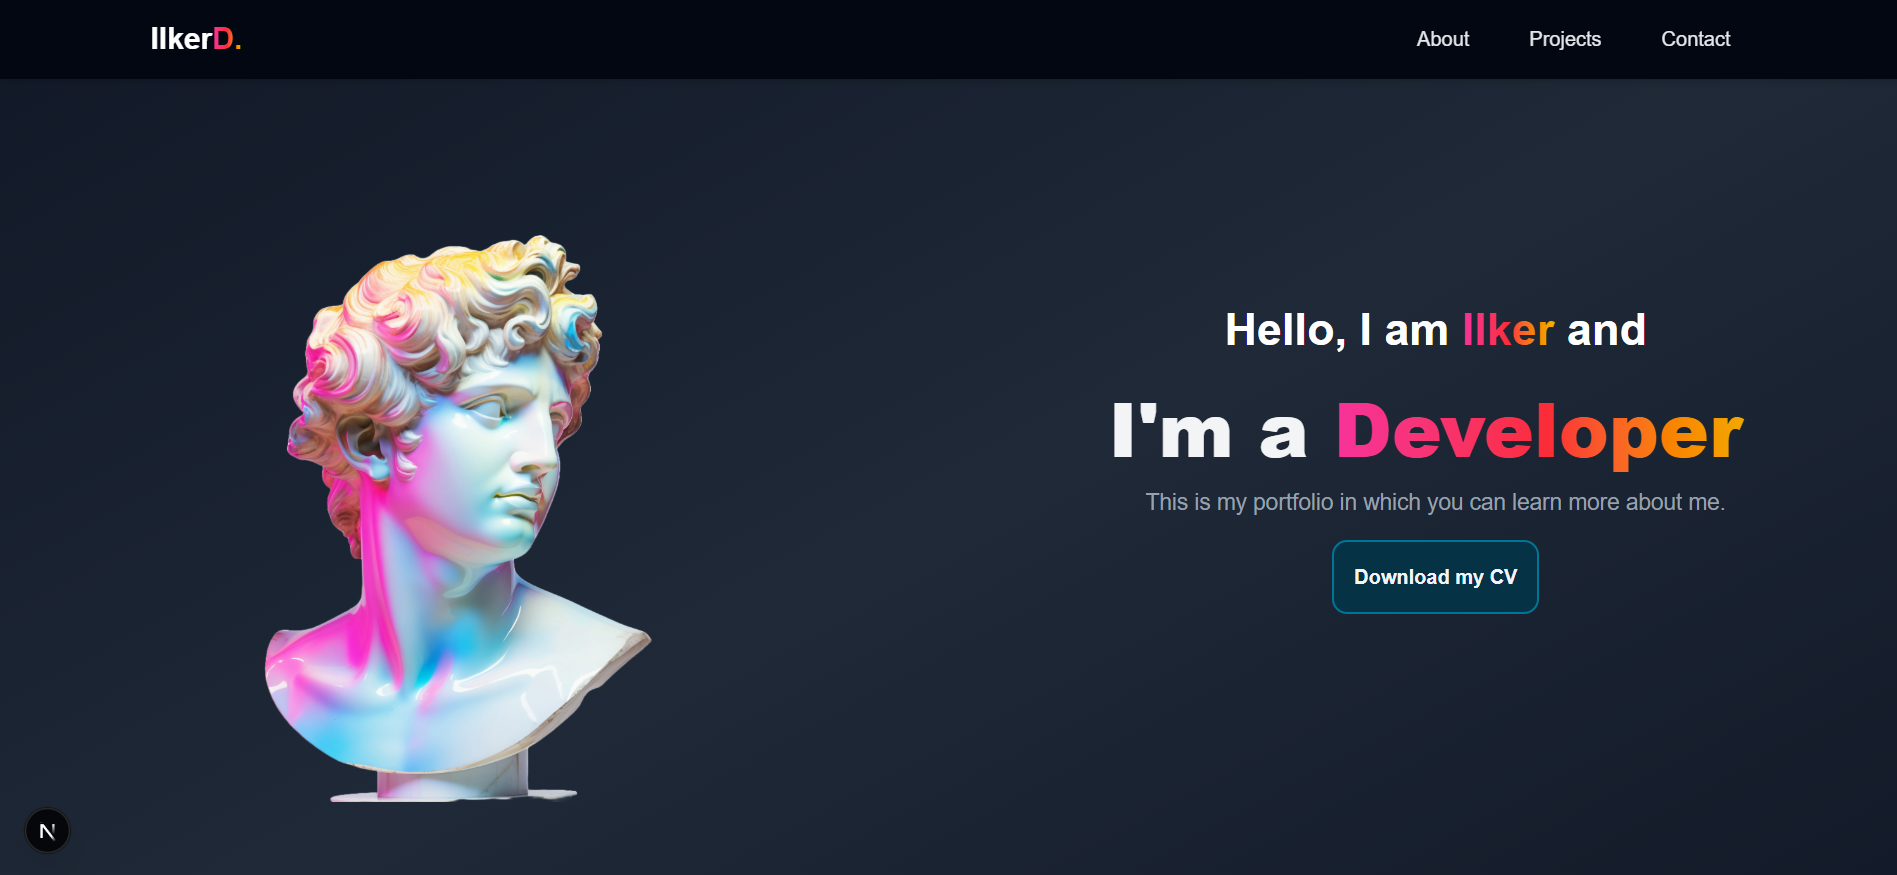 IlkerD.
About
Projects
Contact
Hello, I am Ilker and
I'm a Developer
This is my portfolio in which you can learn more about me.
Download my CV
N